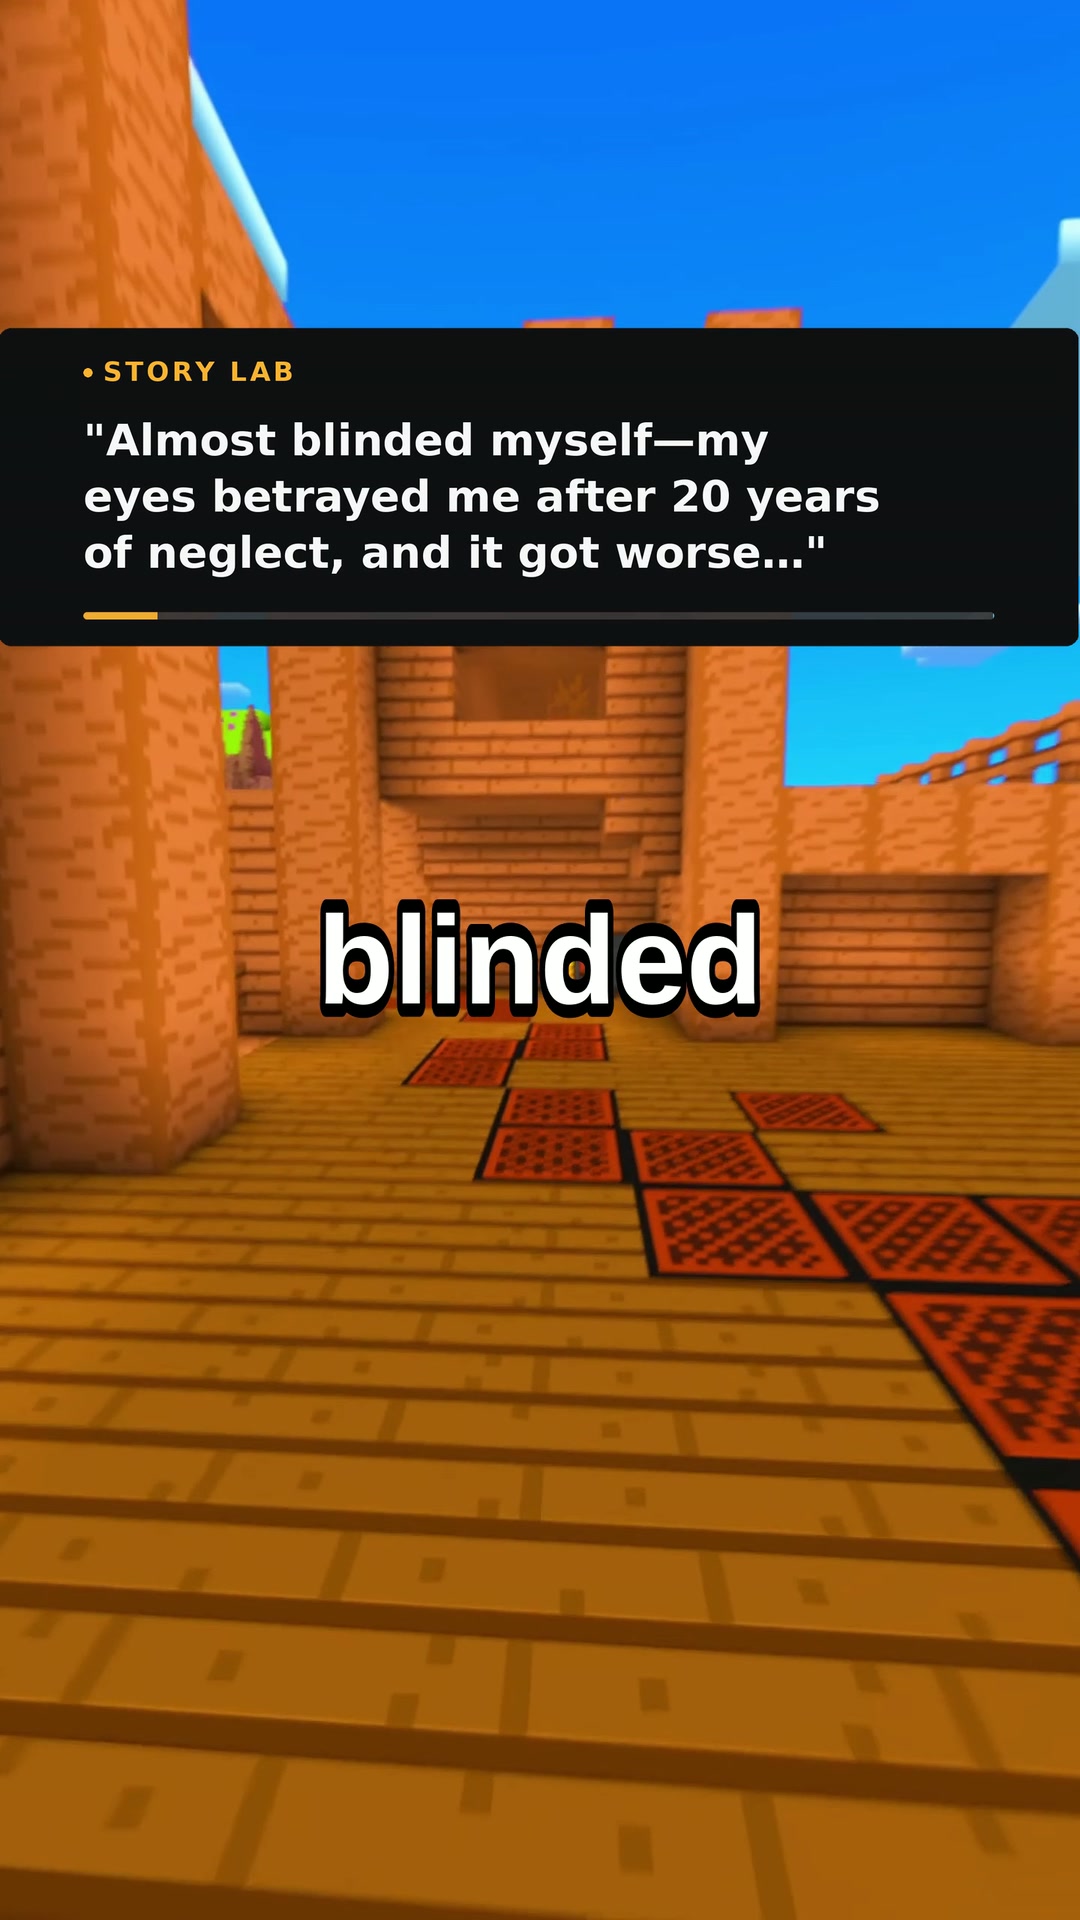 • STORY LAB
"Almost blinded myself—my
eyes betrayed me after 20 years
of neglect, and it got worse..."
blinded